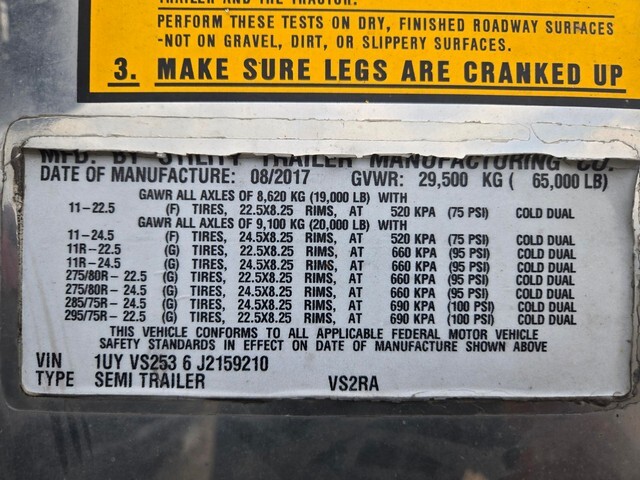 TRAILER AND THE TRACTOR.
PERFORM THESE TESTS ON DRY, FINISHED ROADWAY SURFACES
-NOT ON GRAVEL, DIRT, OR SLIPPERY SURFACES.
3. MAKE SURE LEGS ARE CRANKED UP
MFD. BY UTILITY TRAILER MANUFACTURING CO.
DATE OF MANUFACTURE: 08/2017 GVWR: 29,500 KG ( 65,000 LB)
GAWR ALL AXLES OF 8,620 KG (19,000 LB) WITH
11-22.5 (F) TIRES, 22.5X8.25 RIMS, AT 520 KPA (75 PSI) COLD DUAL
GAWR ALL AXLES OF 9,100 KG (20,000 LB) WITH
11-24.5 (F) TIRES, 24.5X8.25 RIMS, AT 520 KPA (75 PSI) COLD DUAL
11R-22.5 (G) TIRES, 22.5X8.25 RIMS, AT 660 KPA (95 PSI) COLD DUAL
11R-24.5 (G) TIRES, 24.5X8.25 RIMS, AT 660 KPA (95 PSI) COLD DUAL
275/80R-22.5 (G) TIRES, 22.5X8.25 RIMS, AT 660 KPA (95 PSI) COLD DUAL
275/80R-24.5 (G) TIRES, 24.5X8.25 RIMS, AT 660 KPA (95 PSI) COLD DUAL
285/75R-24.5 (G) TIRES, 24.5X8.25 RIMS, AT 690 KPA (100 PSI) COLD DUAL
295/75R-22.5 (G) TIRES, 22.5X8.25 RIMS, AT 690 KPA (100 PSI) COLD DUAL
THIS VEHICLE CONFORMS TO ALL APPLICABLE FEDERAL MOTOR VEHICLE
SAFETY STANDARDS IN EFFECT ON DATE OF MANUFACTURE SHOWN ABOVE
VIN 1UY VS253 6 J2159210
TYPE SEMI TRAILER VS2RA